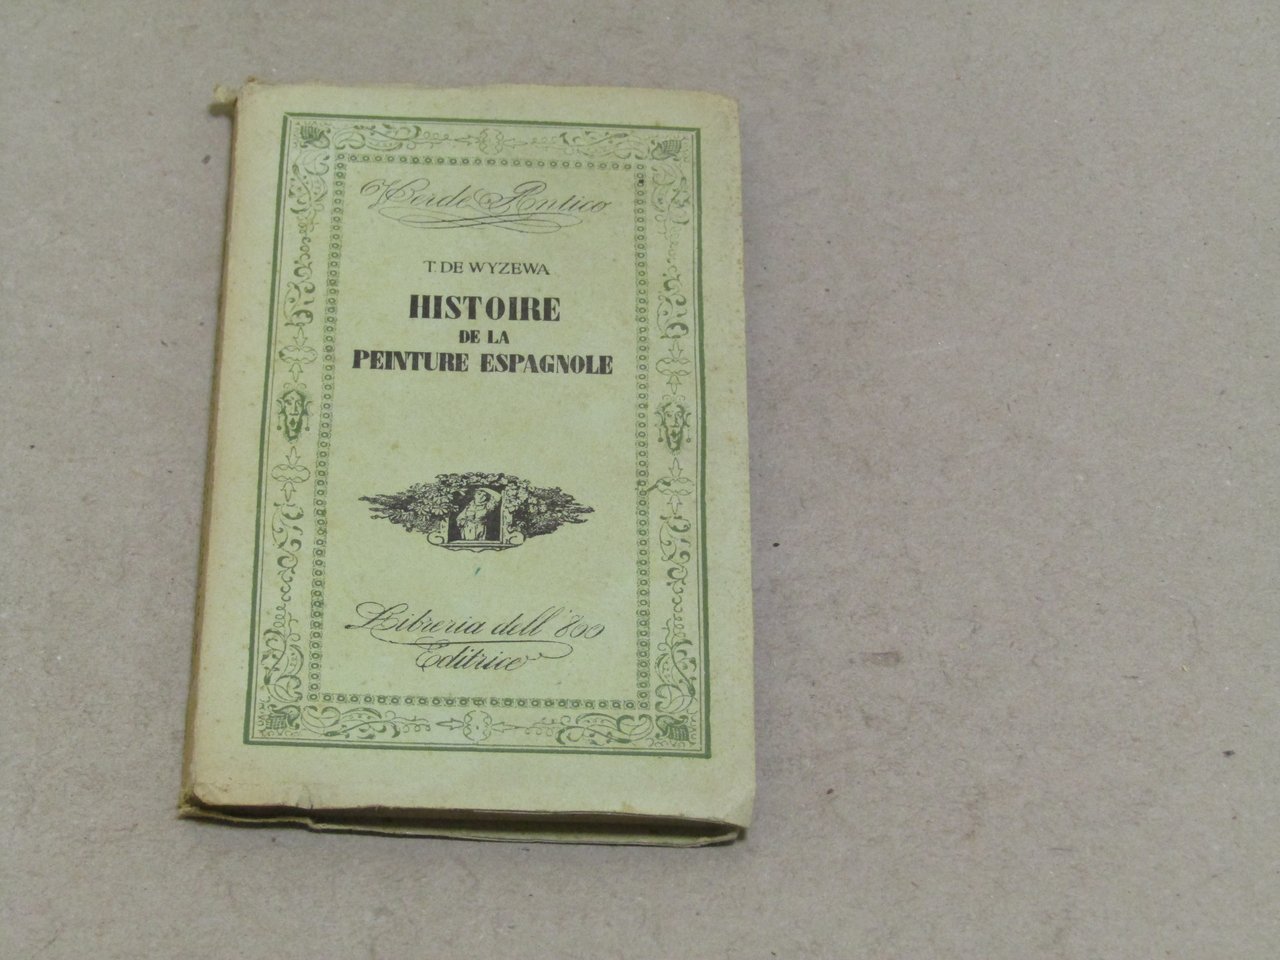 Verde Antico
T. DE WYZEWA
HISTOIRE
DE LA
PEINTURE ESPAGNOLE
Libreria dell'800
Editrice